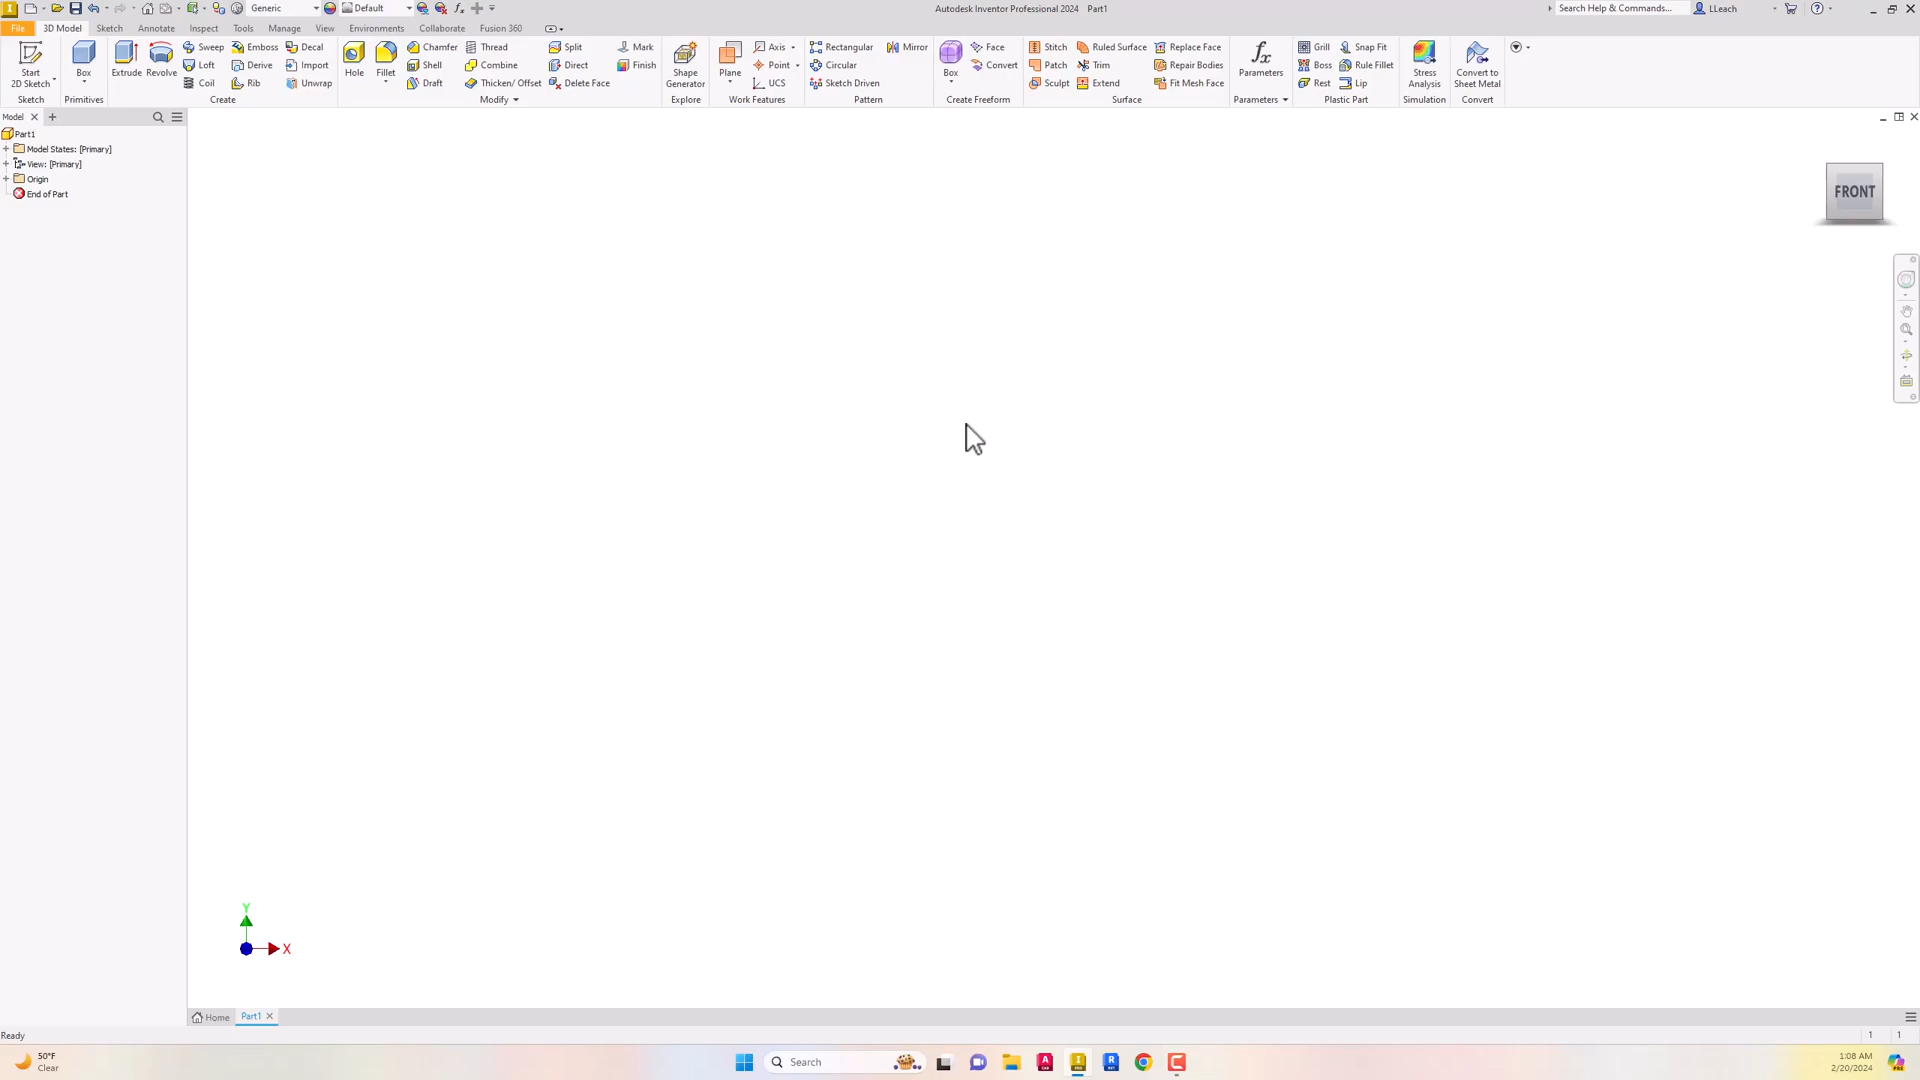 Generic Default Autodesk Inventor Professional 2024 Part1 Search Help & Commands... LLeach
File 3D Model Sketch Annotate Inspect Tools Manage View Environments Collaborate Fusion 360
Start 2D Sketch
Sketch
Box
Primitives
Extrude Revolve
Sweep Emboss Decal
Loft Derive Import
Coil Rib Unwrap
Create
Hole Fillet
Chamfer Thread Split Mark
Shell Combine Direct Finish
Draft Thicken/ Offset Delete Face
Modify
Shape Generator
Explore
Plane
Axis
Point
UCS
Work Features
Rectangular Mirror
Circular
Sketch Driven
Pattern
Box
Face
Convert
Create Freeform
Stitch Ruled Surface Replace Face
Patch Trim Repair Bodies
Sculpt Extend Fit Mesh Face
Surface
fx
Parameters
Parameters
Grill Snap Fit
Boss Rule Fillet
Rest Lip
Plastic Part
Stress Analysis
Simulation
Convert to Sheet Metal
Convert
Model
Part1
Model States: [Primary]
View: [Primary]
Origin
End of Part
FRONT
Y
X
Home Part1
Ready 1 1
50°F
Clear
Search
1:08 AM
2/20/2024